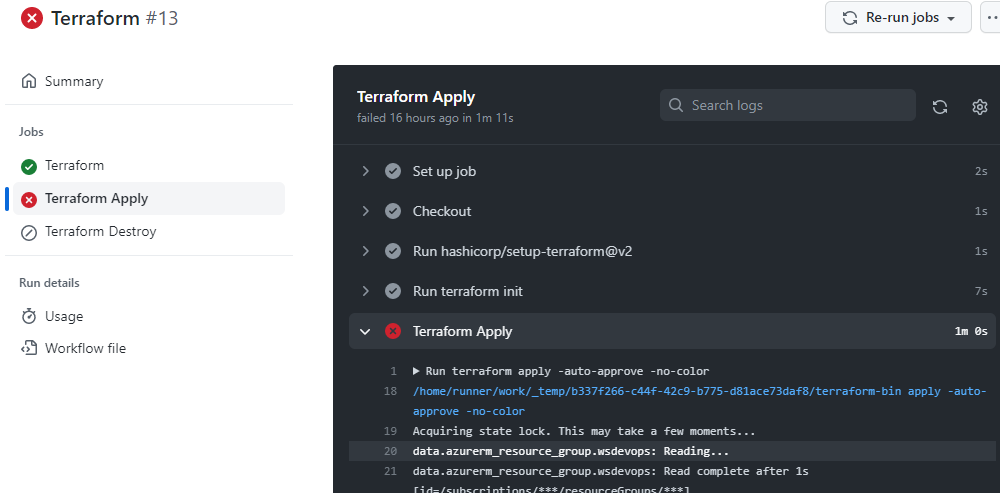 Terraform #13
Re-run jobs
Summary
Jobs
Terraform
Terraform Apply
Terraform Destroy
Run details
Usage
Workflow file
Terraform Apply
failed 16 hours ago in 1m 11s
Search logs
Set up job 2s
Checkout 1s
Run hashicorp/setup-terraform@v2 1s
Run terraform init 7s
Terraform Apply 1m 0s
1 Run terraform apply -auto-approve -no-color
18 /home/runner/work/_temp/b337f266-c44f-42c9-b775-d81ace73daf8/terraform-bin apply -auto-
approve -no-color
19 Acquiring state lock. This may take a few moments...
20 data.azurerm_resource_group.wsdevops: Reading...
21 data.azurerm_resource_group.wsdevops: Read complete after 1s
[id=/subscriptions/***/resourceGroups/***]